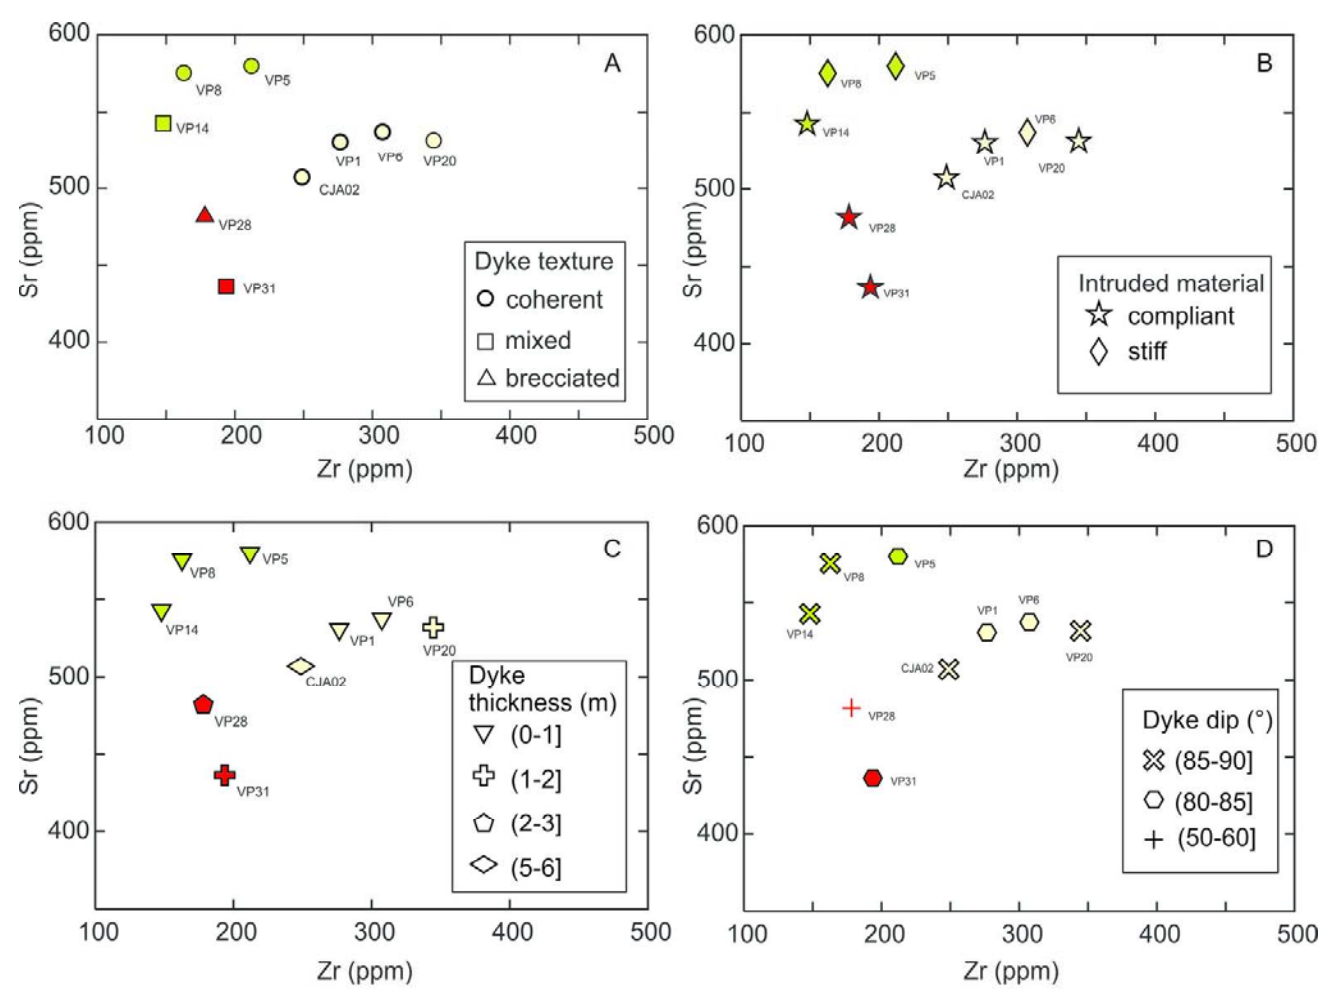 600
A
VP8
VP5
VP14
VP1
VP6
VP20
500
CJA02
VP28
Sr (ppm)
VP31
400
Dyke texture
coherent
mixed
brecciated
100
200
300
400
500
Zr (ppm)
600
B
VP8
VP5
VP14
VP6
VP1
VP20
500
CJA02
VP28
Sr (ppm)
VP31
400
Intruded material
compliant
stiff
100
200
300
400
500
Zr (ppm)
600
C
VP8
VP5
VP14
VP6
VP1
VP20
500
CJA02
VP28
Sr (ppm)
VP31
400
Dyke
thickness (m)
(0-1]
(1-2]
(2-3]
(5-6]
100
200
300
400
500
Zr (ppm)
600
D
VP8
VP5
VP14
VP1
VP6
VP20
CJA02
500
VP28
Sr (ppm)
VP31
400
Dyke dip (°)
(85-90]
(80-85]
(50-60]
100
200
300
400
500
Zr (ppm)